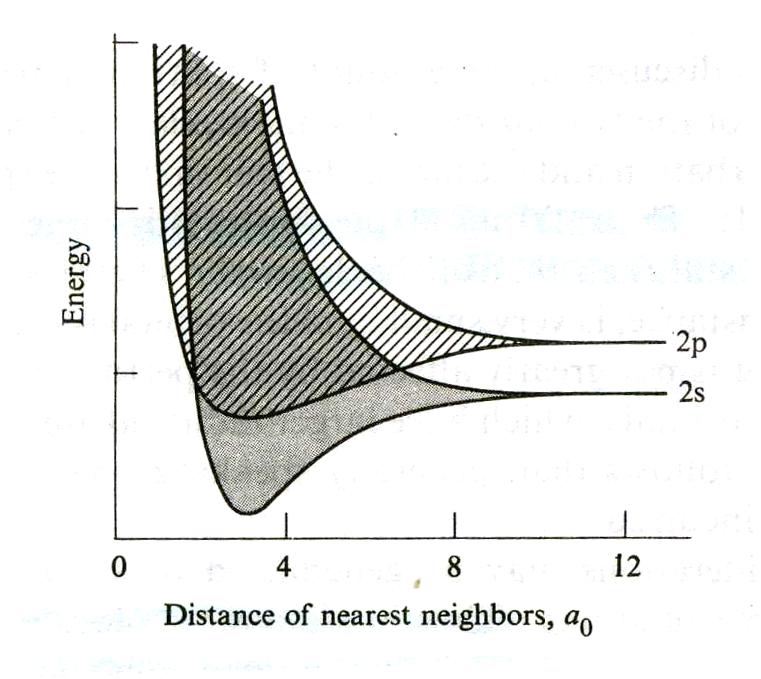 Energy
2p
2s
0 4 8 12
Distance of nearest neighbors, a₀